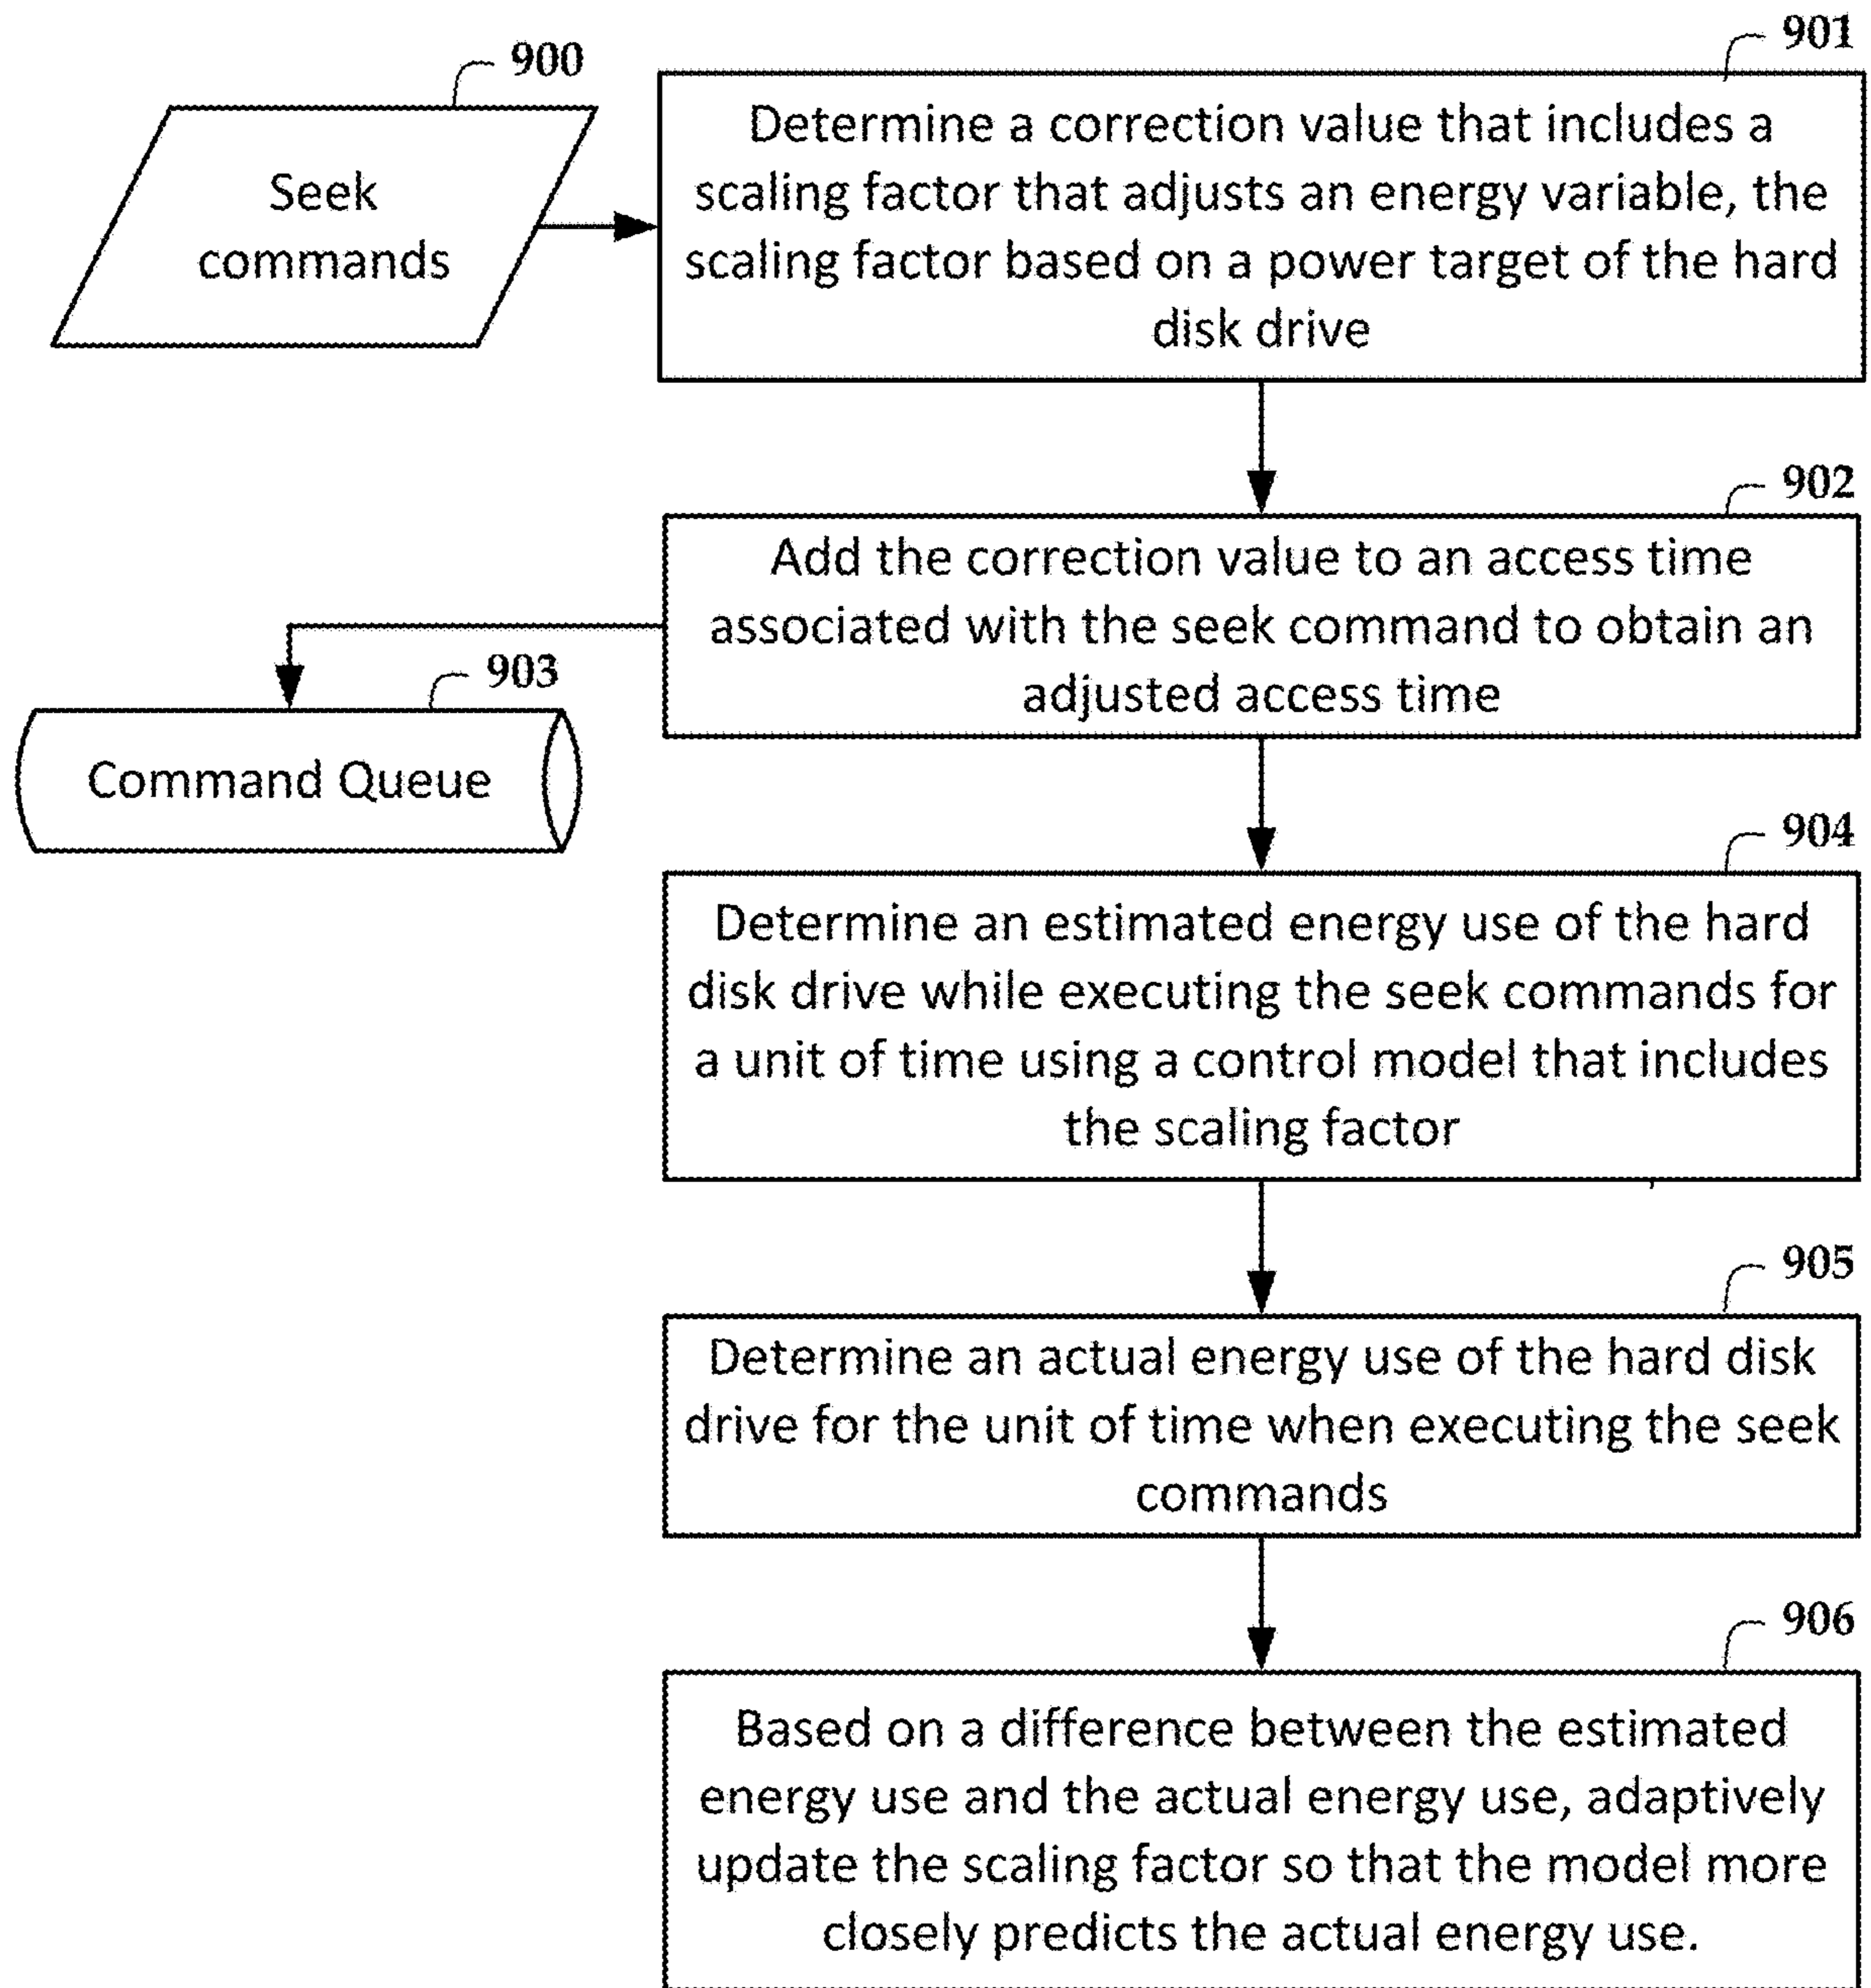 900
Seek
commands
901
Determine a correction value that includes a
scaling factor that adjusts an energy variable, the
scaling factor based on a power target of the hard
disk drive
902
Add the correction value to an access time
associated with the seek command to obtain an
adjusted access time
903
Command Queue
904
Determine an estimated energy use of the hard
disk drive while executing the seek commands for
a unit of time using a control model that includes
the scaling factor
905
Determine an actual energy use of the hard disk
drive for the unit of time when executing the seek
commands
906
Based on a difference between the estimated
energy use and the actual energy use, adaptively
update the scaling factor so that the model more
closely predicts the actual energy use.